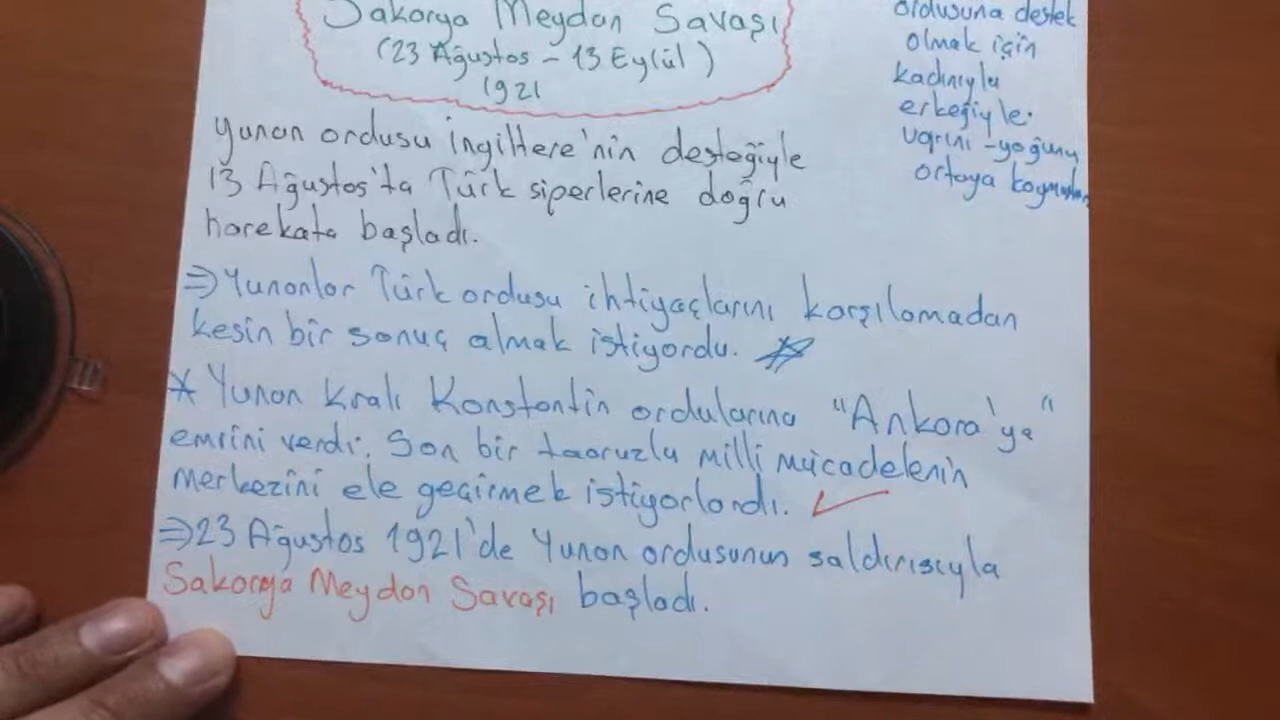 Sakarya Meydan Savaşı
(23 Ağustos - 13 Eylül)
1921
Yunan ordusu İngiltere'nin desteğiyle
13 Ağustos'ta Türk siperlerine doğru
harekata başladı.
⇒ Yunanlar Türk ordusu ihtiyaçlarını karşılamadan
kesin bir sonuç almak istiyordu.
* Yunan Kralı Konstantin ordularına "Ankara'ya"
emrini verdi. Son bir taaruzla milli mücadelenin
merkezini ele geçirmek istiyorlardı. ✓
⇒ 23 Ağustos 1921'de Yunan ordusunun saldırısıyla
Sakarya Meydan Savaşı başladı.
ordusuna destek
olmak için
kadınıyla
erkeğiyle
varını - yoğunu
ortaya